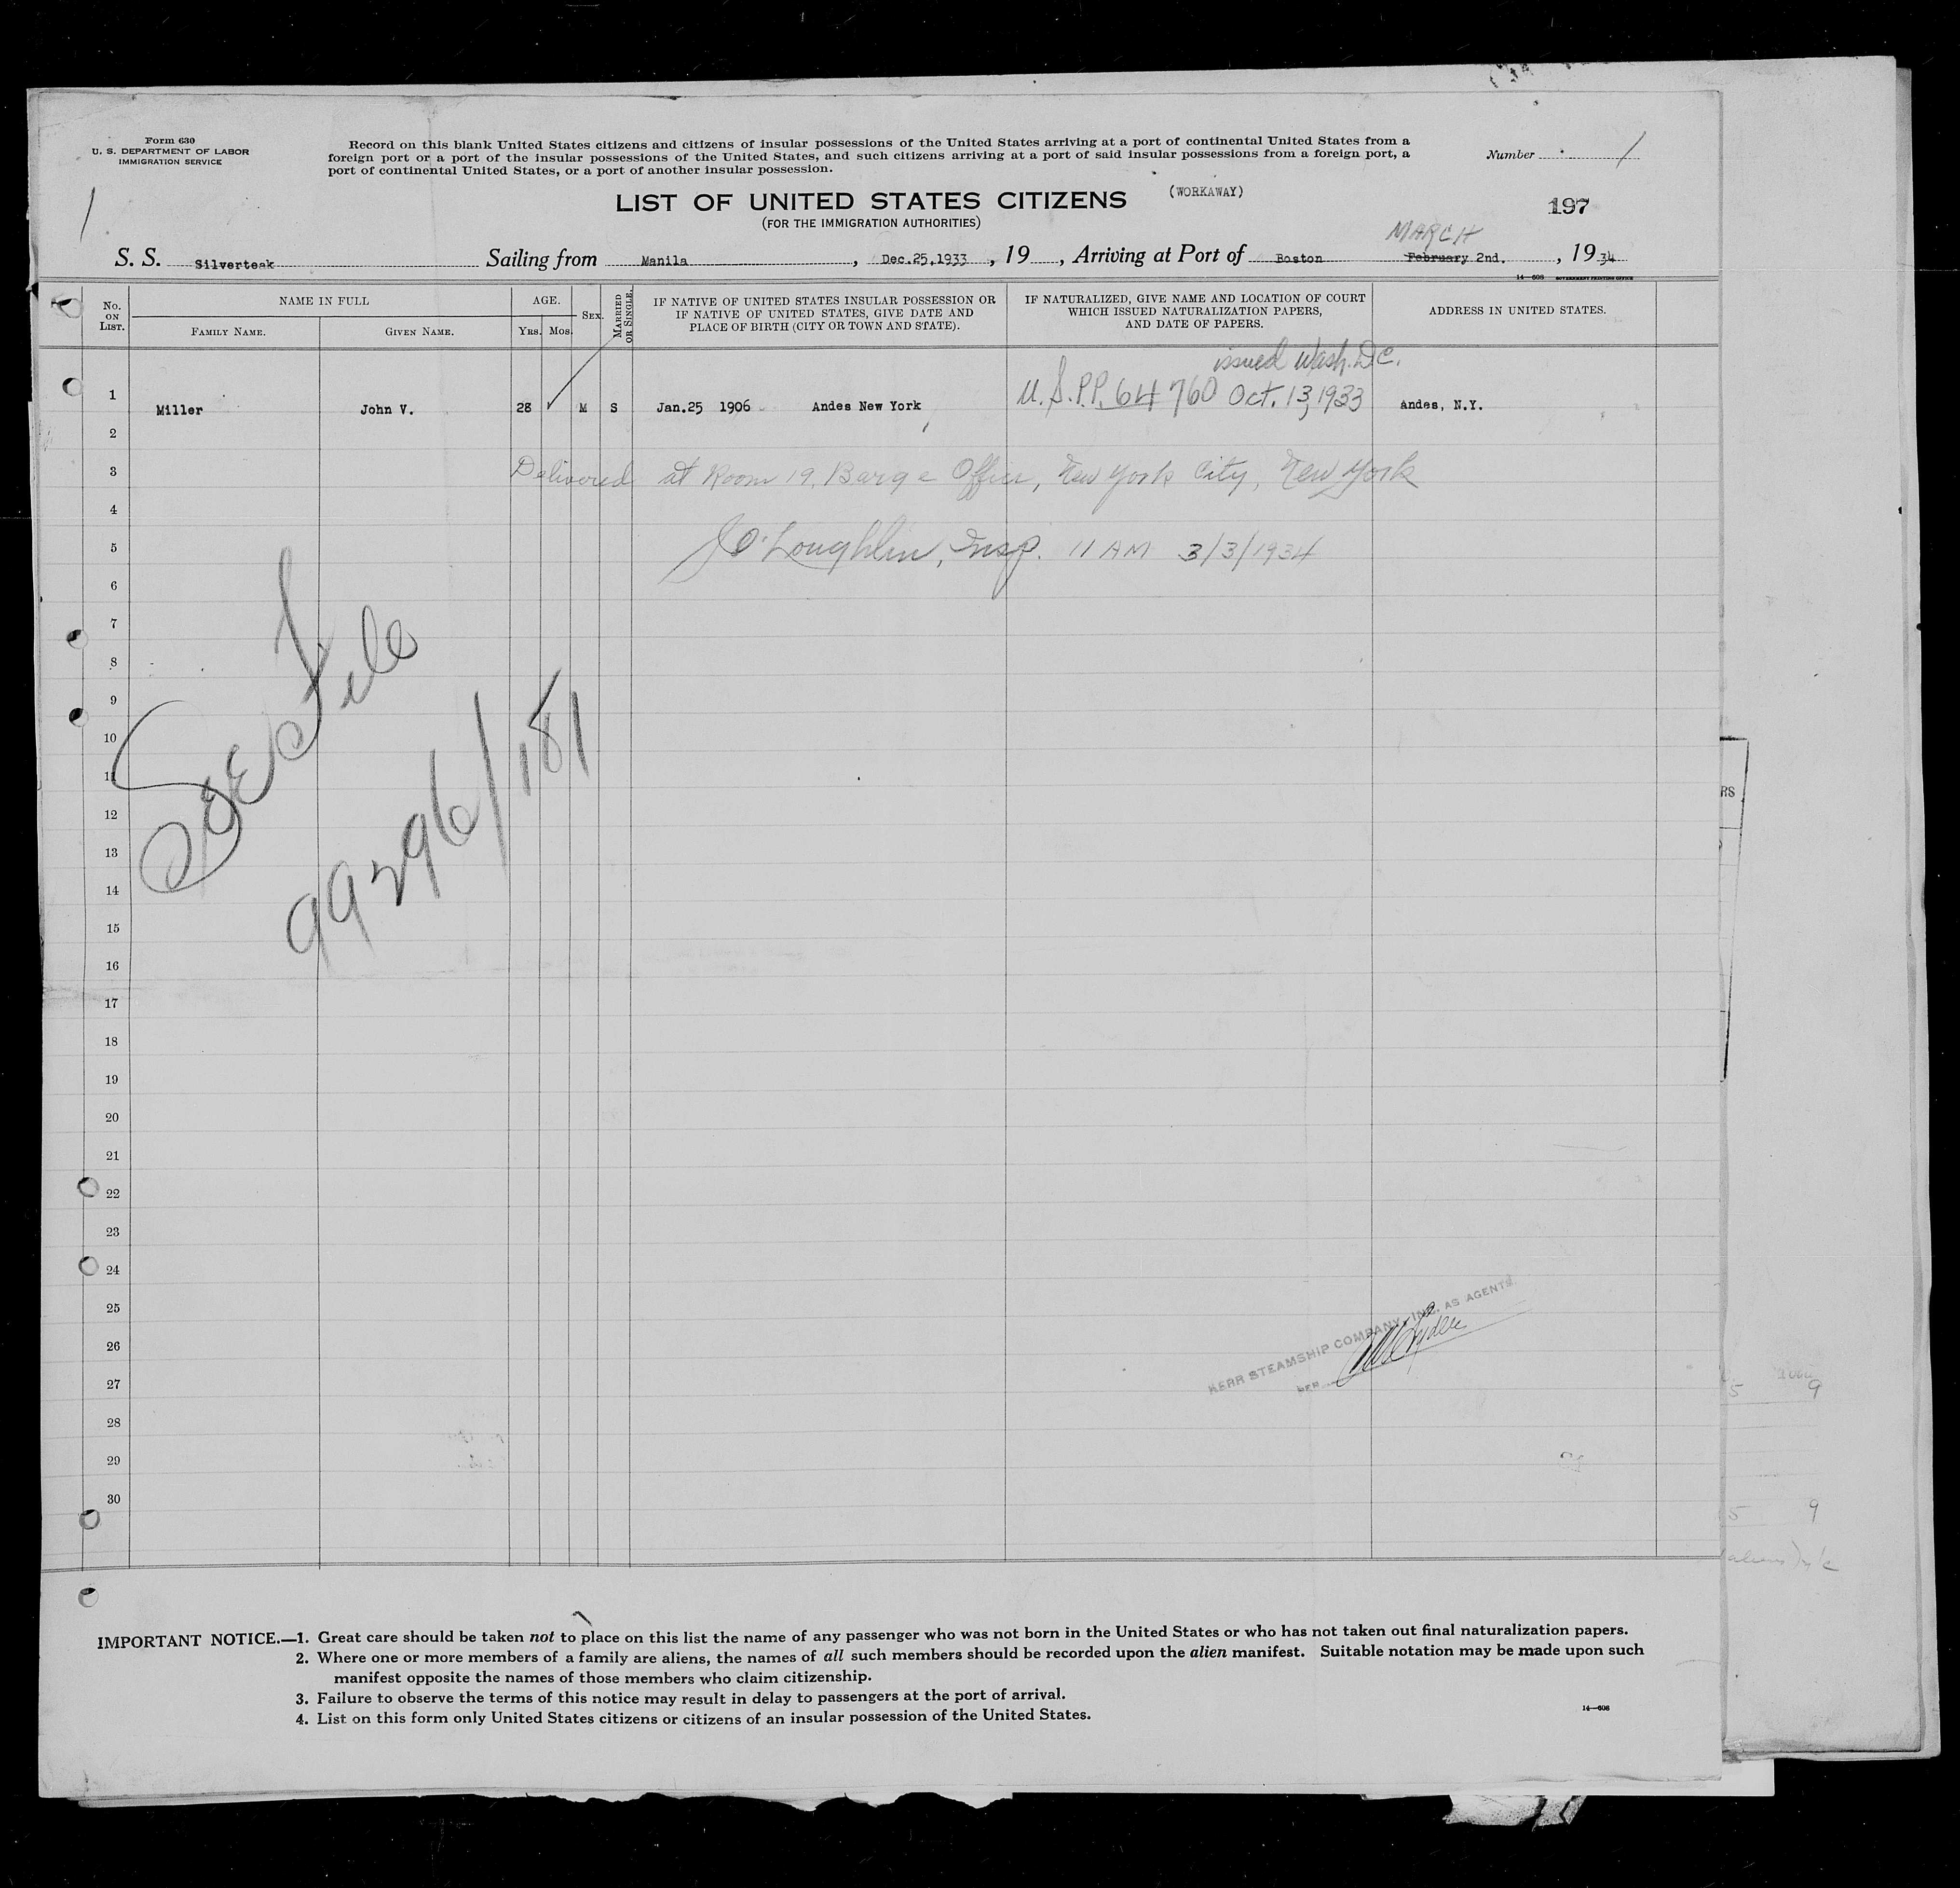 Form 630
U. S. DEPARTMENT OF LABOR
IMMIGRATION SERVICE
Record on this blank United States citizens and citizens of insular possessions of the United States arriving at a port of continental United States from a
foreign port or a port of the insular possessions of the United States, and such citizens arriving at a port of said insular possessions from a foreign port, a
port of continental United States, or a port of another insular possession.
Number 1
1
LIST OF UNITED STATES CITIZENS (WORKAWAY)
(FOR THE IMMIGRATION AUTHORITIES)
197
MARCH
S. S. Silverteak Sailing from Manila, Dec.25,1933, 19, Arriving at Port of Boston February 2nd., 1934
14—608 GOVERNMENT PRINTING OFFICE
No. ON LIST.
NAME IN FULL
FAMILY NAME. GIVEN NAME.
AGE.
YRS. MOS.
SEX.
MARRIED OR SINGLE.
IF NATIVE OF UNITED STATES INSULAR POSSESSION OR
IF NATIVE OF UNITED STATES, GIVE DATE AND
PLACE OF BIRTH (CITY OR TOWN AND STATE).
IF NATURALIZED, GIVE NAME AND LOCATION OF COURT
WHICH ISSUED NATURALIZATION PAPERS,
AND DATE OF PAPERS.
ADDRESS IN UNITED STATES.
issued Wash. D.C.
1 Miller John V. 28 M S Jan.25 1906 Andes New York U.S.P.P. 64760 Oct. 13, 1933 Andes, N.Y.
2
3 Delivered at Room 19, Barge Office, New York City, New York
4
5 J O'Loughlin, Insp. 11 AM 3/3/1934
6
7
8
9
10
11
12
13
14
15
16
17
18
19
20
21
22
23
24
25
26
27
28
29
30
See File
99296/181
KERR STEAMSHIP COMPANY, INC. AS AGENTS
PER
IMPORTANT NOTICE.—1. Great care should be taken not to place on this list the name of any passenger who was not born in the United States or who has not taken out final naturalization papers.
2. Where one or more members of a family are aliens, the names of all such members should be recorded upon the alien manifest. Suitable notation may be made upon such
manifest opposite the names of those members who claim citizenship.
3. Failure to observe the terms of this notice may result in delay to passengers at the port of arrival.
4. List on this form only United States citizens or citizens of an insular possession of the United States.
14—608
RS
5 9
5 9